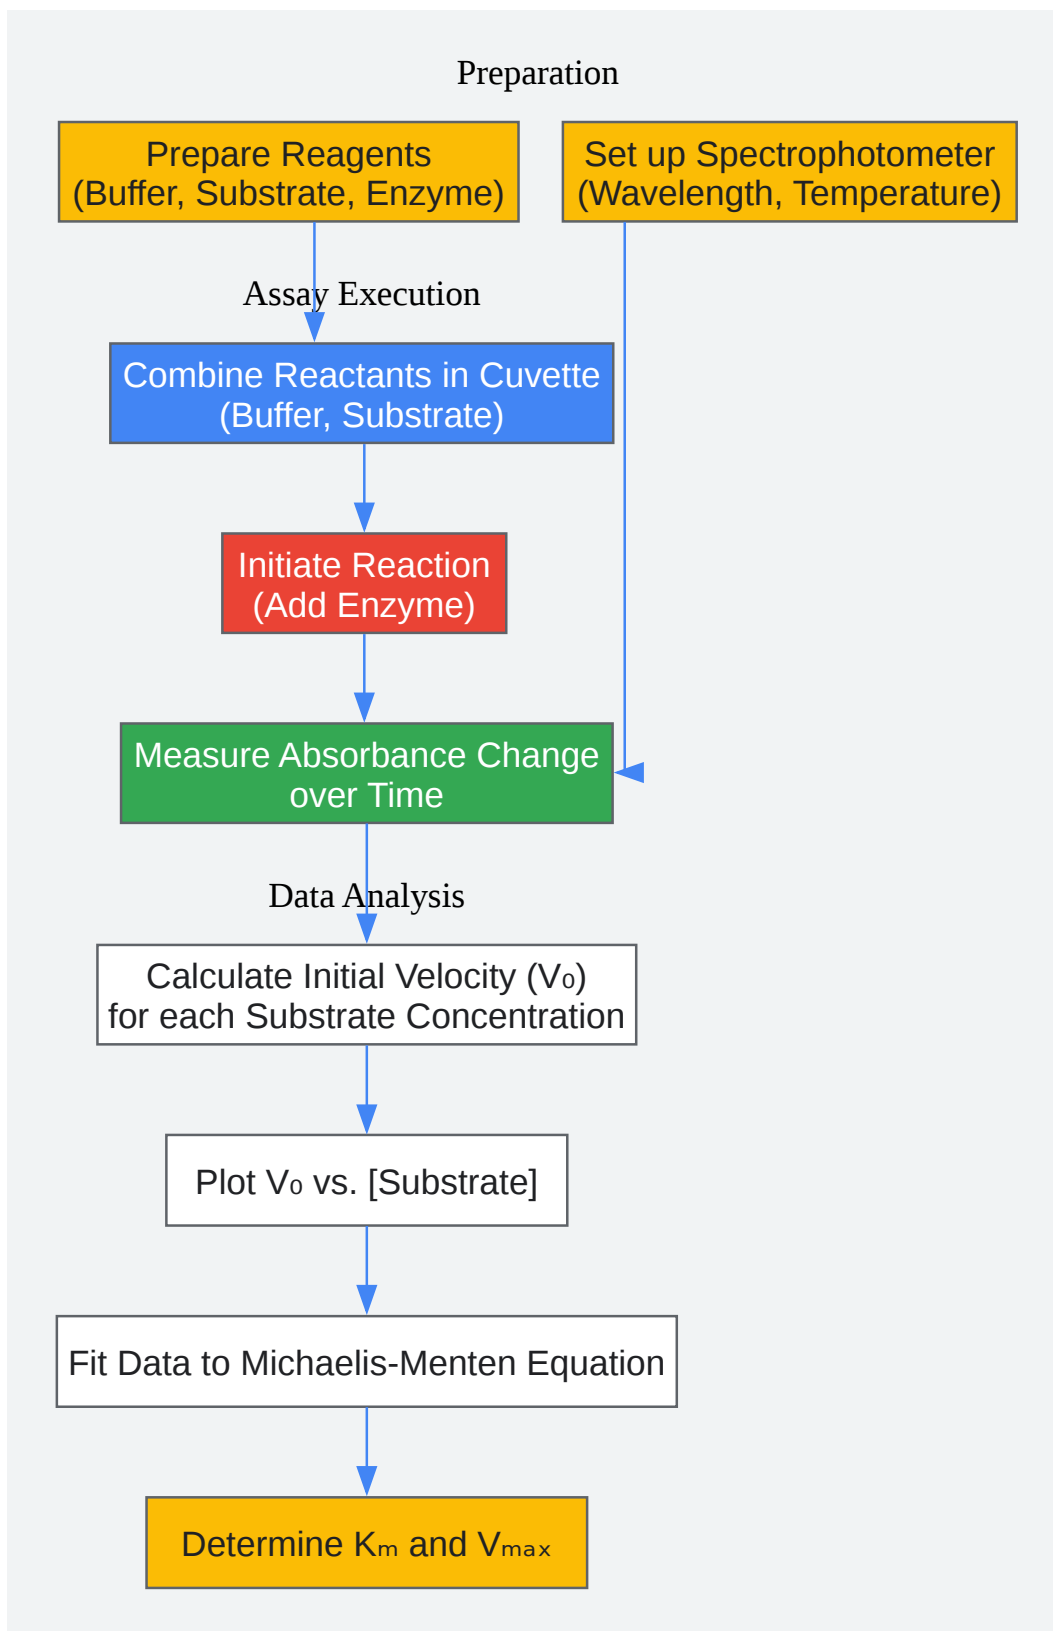 Preparation
Prepare Reagents
(Buffer, Substrate, Enzyme)
Set up Spectrophotometer
(Wavelength, Temperature)
Assay Execution
Combine Reactants in Cuvette
(Buffer, Substrate)
Initiate Reaction
(Add Enzyme)
Measure Absorbance Change
over Time
Data Analysis
Calculate Initial Velocity (V₀)
for each Substrate Concentration
Plot V₀ vs. [Substrate]
Fit Data to Michaelis-Menten Equation
Determine Kₘ and Vₘₐₓ